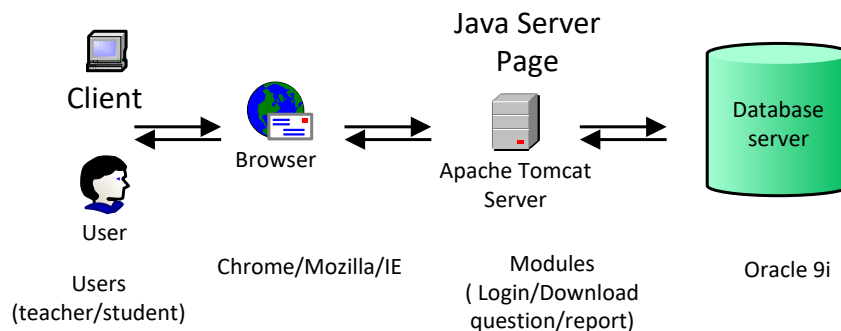 Java Server
Page
Client
Database
server
Browser
Apache Tomcat
Server
User
Users
(teacher/student)
Chrome/Mozilla/IE
Modules
( Login/Download
question/report)
Oracle 9i